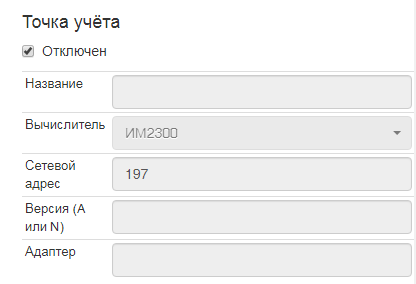 Точка учёта
Отключен
Название
Вычислитель ИМ2300
Сетевой
адрес
197
Версия (А
или N)
Адаптер